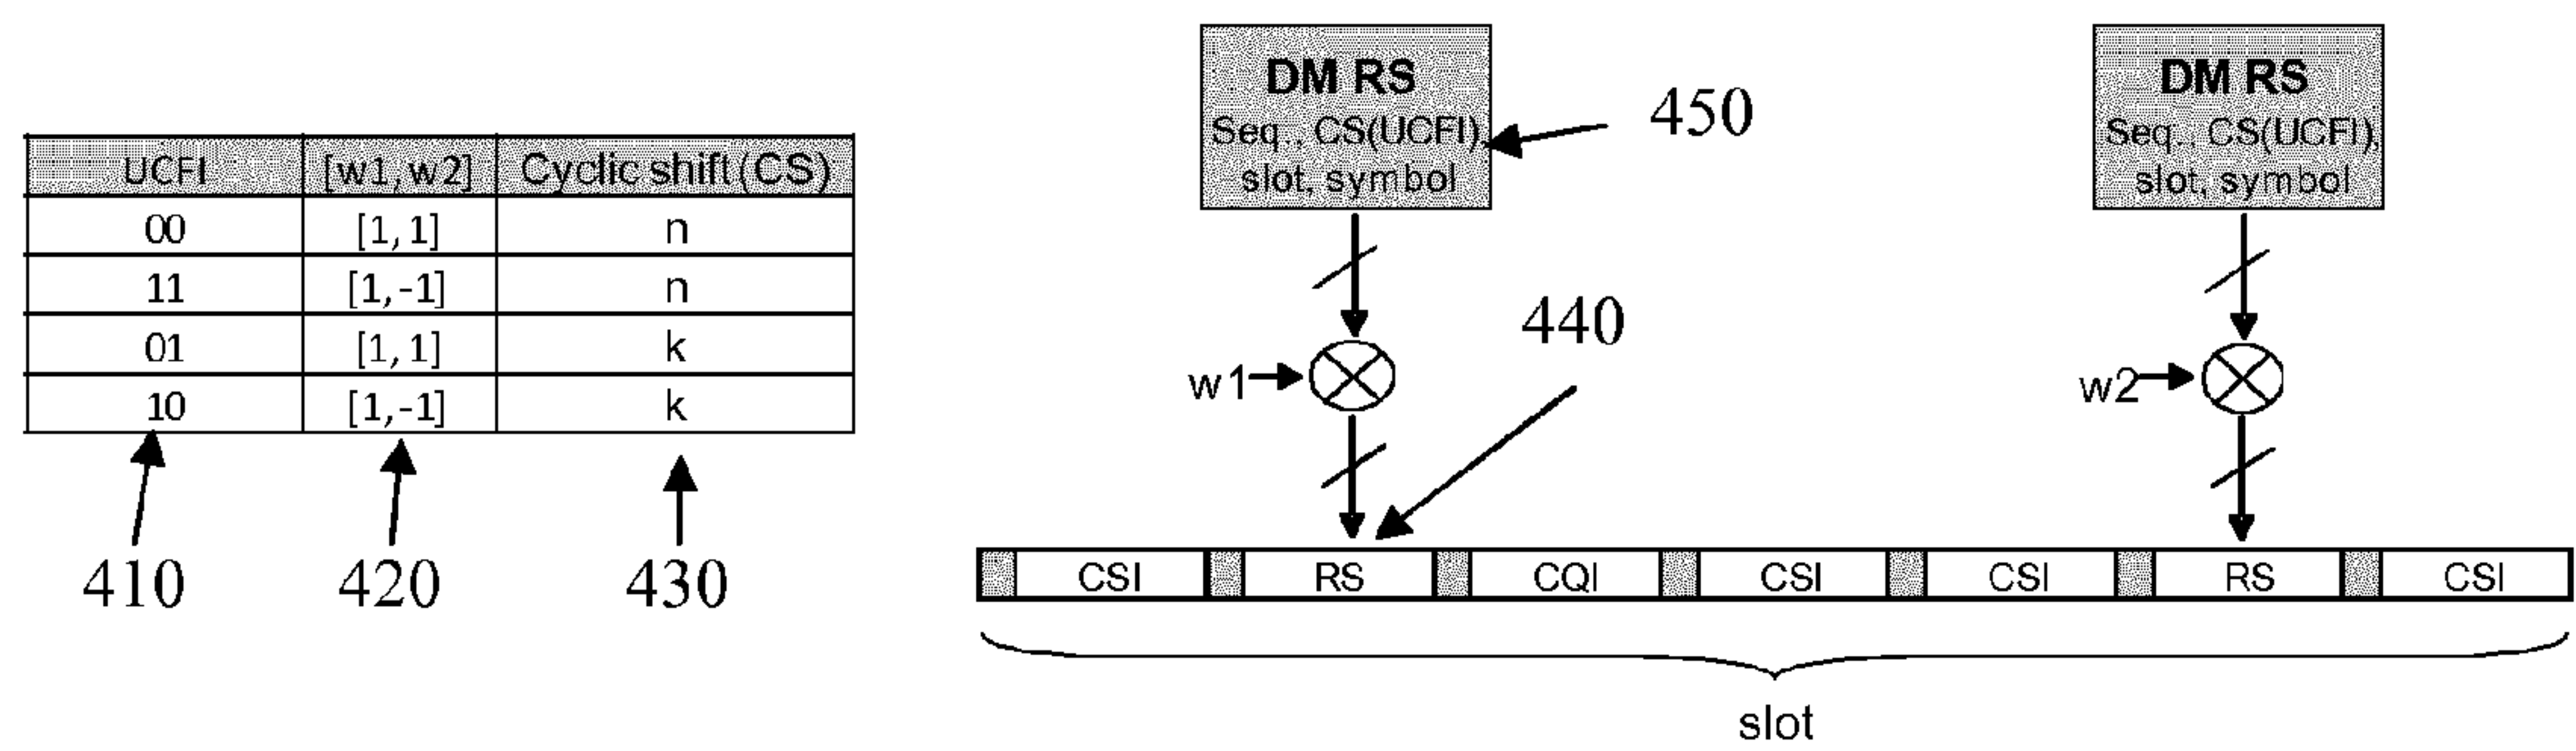 UCFI [w1, w2] Cyclic shift (CS)
00 [1, 1] n
11 [1,-1] n
01 [1, 1] k
10 [1,-1] k
410 420 430
DM RS
Seq., CS(UCFI),
slot, symbol
450
DM RS
Seq., CS(UCFI),
slot, symbol
w1
440
w2
CSI RS CQI CSI CSI RS CSI
slot